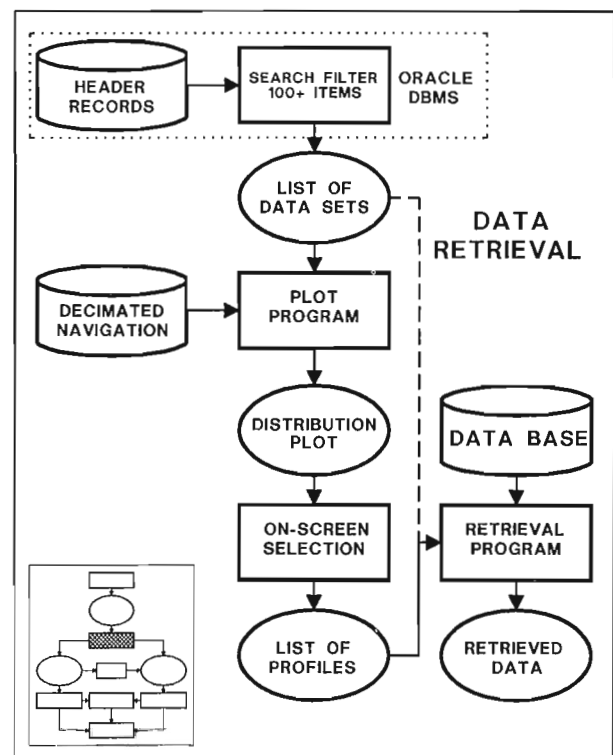 HEADER
RECORDS
SEARCH FILTER
100+ ITEMS
ORACLE
DBMS
LIST OF
DATA SETS
DATA
RETRIEVAL
DECIMATED
NAVIGATION
PLOT
PROGRAM
DISTRIBUTION
PLOT
DATA BASE
ON-SCREEN
SELECTION
RETRIEVAL
PROGRAM
LIST OF
PROFILES
RETRIEVED
DATA